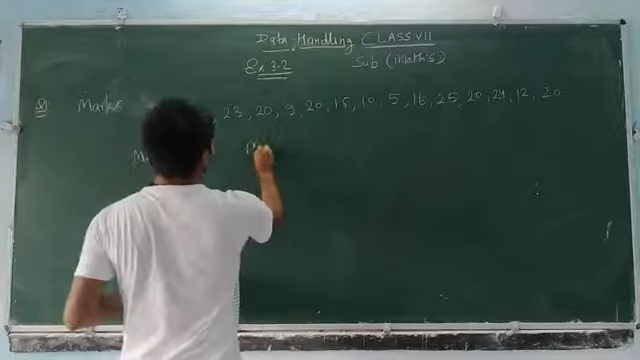 Data Handling CLASS VII
Ex 3.2 Sub (Math's)
Q1 Marks 23, 20, 9, 20, 15, 10, 5, 16, 25, 20, 24, 12, 20
M